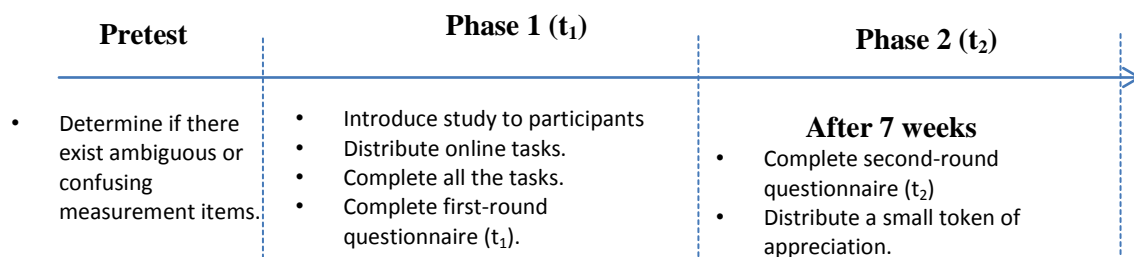 Pretest
Phase 1 (t1)
Phase 2 (t2)
• Determine if there
exist ambiguous or
confusing
measurement items.
• Introduce study to participants
• Distribute online tasks.
• Complete all the tasks.
• Complete first-round
questionnaire (t1).
After 7 weeks
• Complete second-round
questionnaire (t2)
• Distribute a small token of
appreciation.